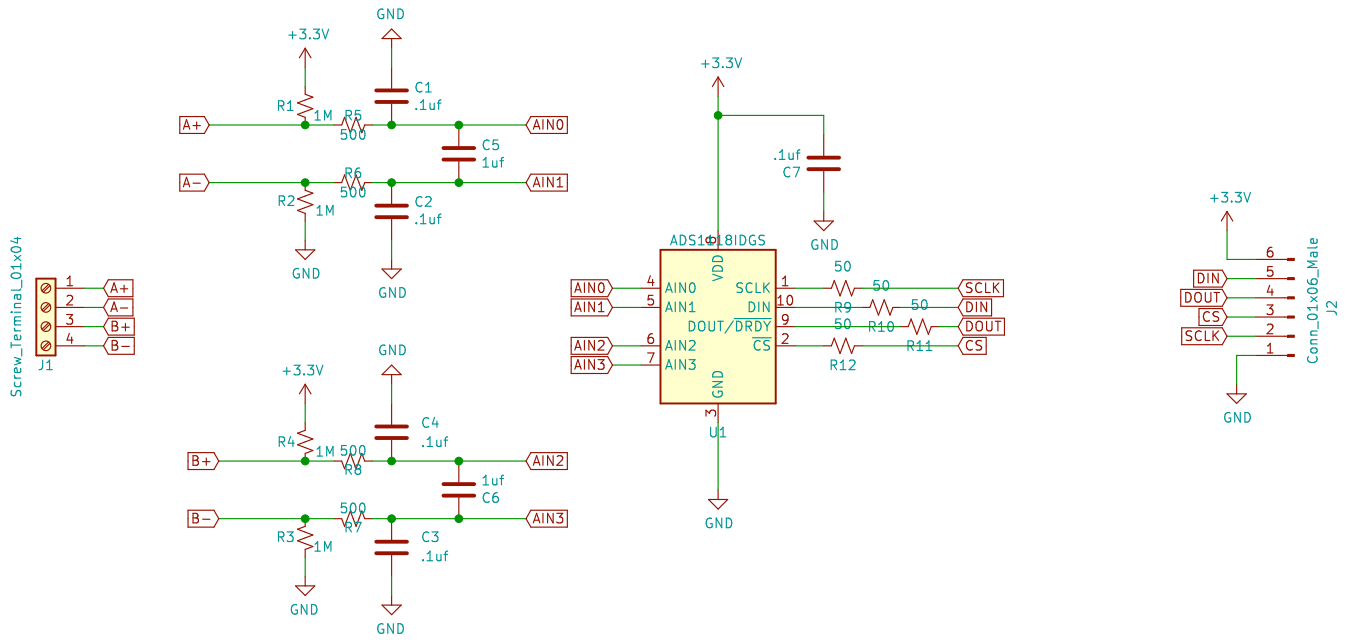 GND
+3.3V
C1
.1uf
R1
1M
R5
500
A+
AIN0
C5
1uf
R6
500
A-
AIN1
R2
1M
C2
.1uf
GND
GND
+3.3V
.1uf
C7
GND
ADS1118IDGS
8
VDD
Screw_Terminal_01x04
1
A+
2
A-
3
B+
4
B-
J1
AIN0
4
AIN0
AIN1
5
AIN1
AIN2
6
AIN2
AIN3
7
AIN3
SCLK
1
50
SCLK
DIN
10
R9
50
DIN
DOUT/DRDY
9
50
R10
50
DOUT
CS
2
R11
CS
R12
GND
3
U1
GND
+3.3V
6
DIN
5
DOUT
4
CS
3
SCLK
2
1
GND
Conn_01x06_Male
J2
GND
+3.3V
C4
.1uf
R4
1M
500
R8
B+
AIN2
1uf
C6
500
R7
B-
AIN3
R3
1M
C3
.1uf
GND
GND